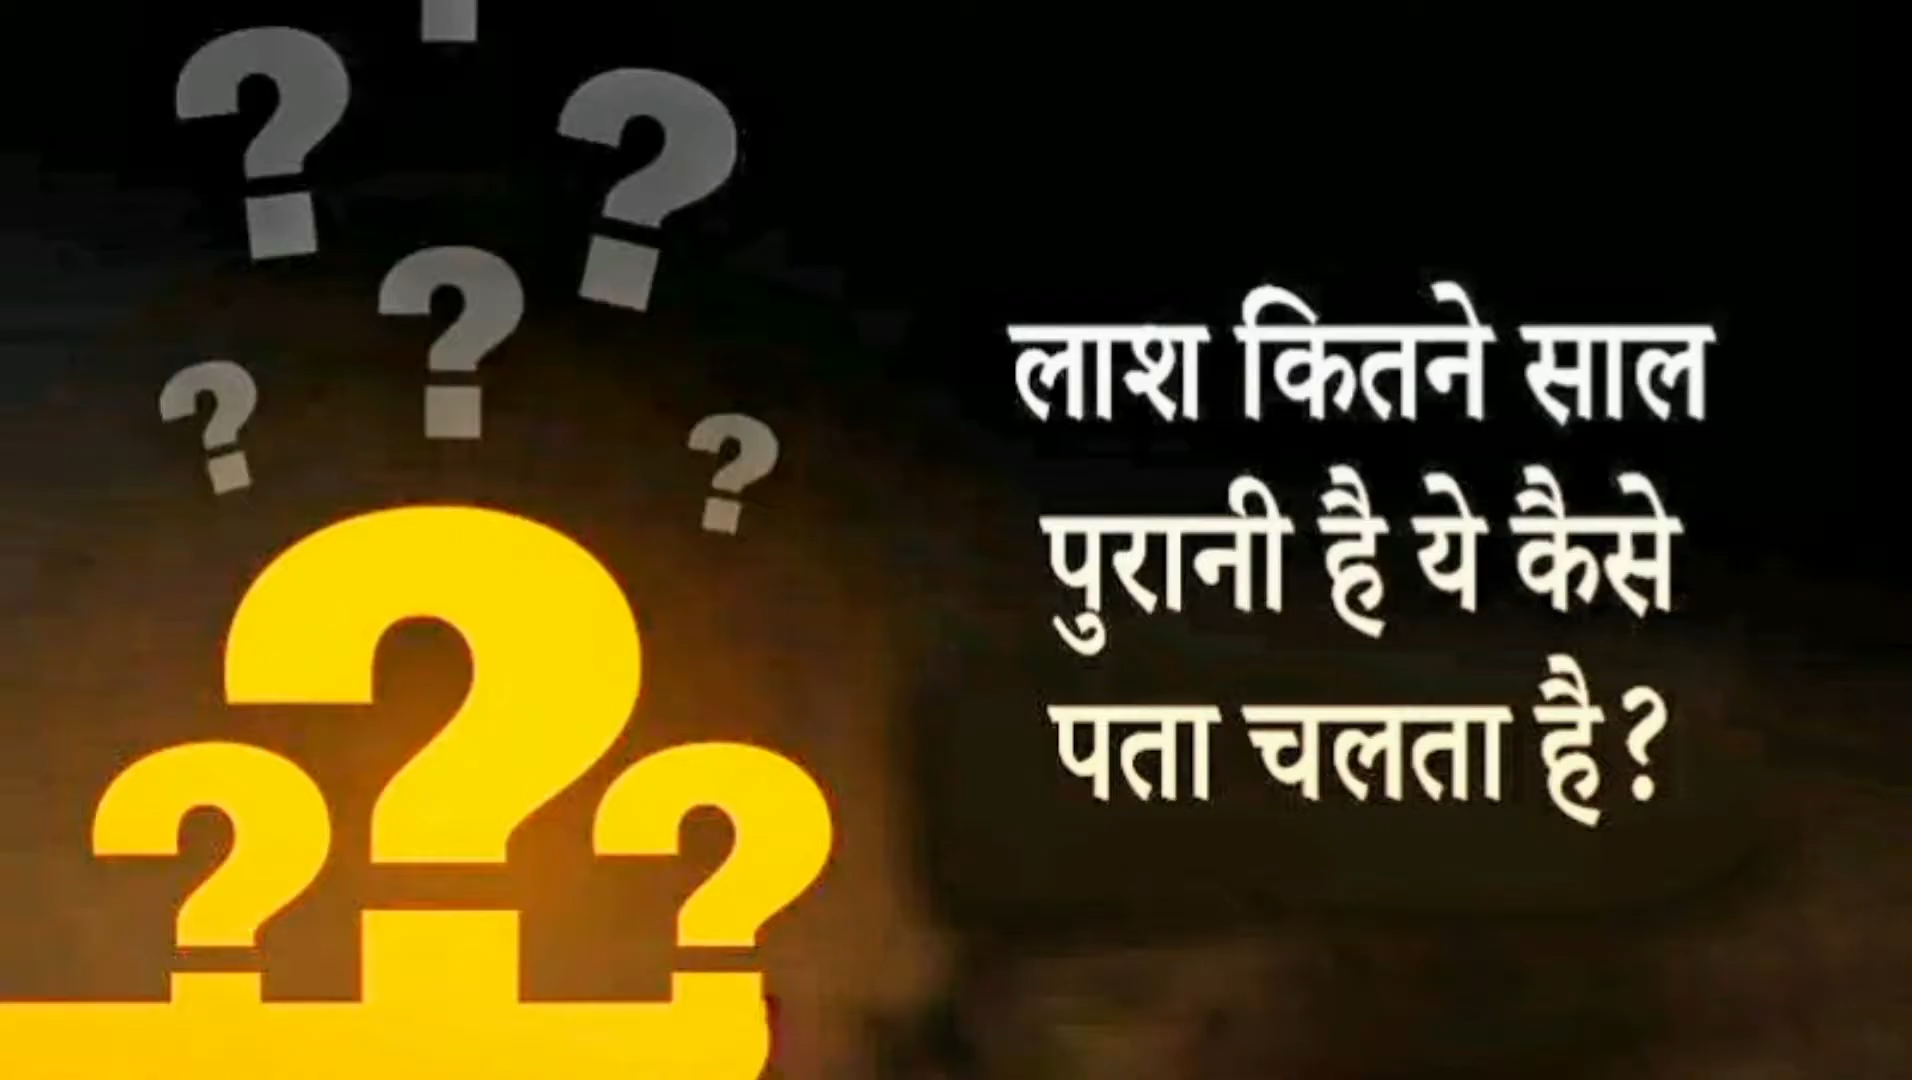 लाश कितने साल
पुरानी है ये कैसे
पता चलता है?